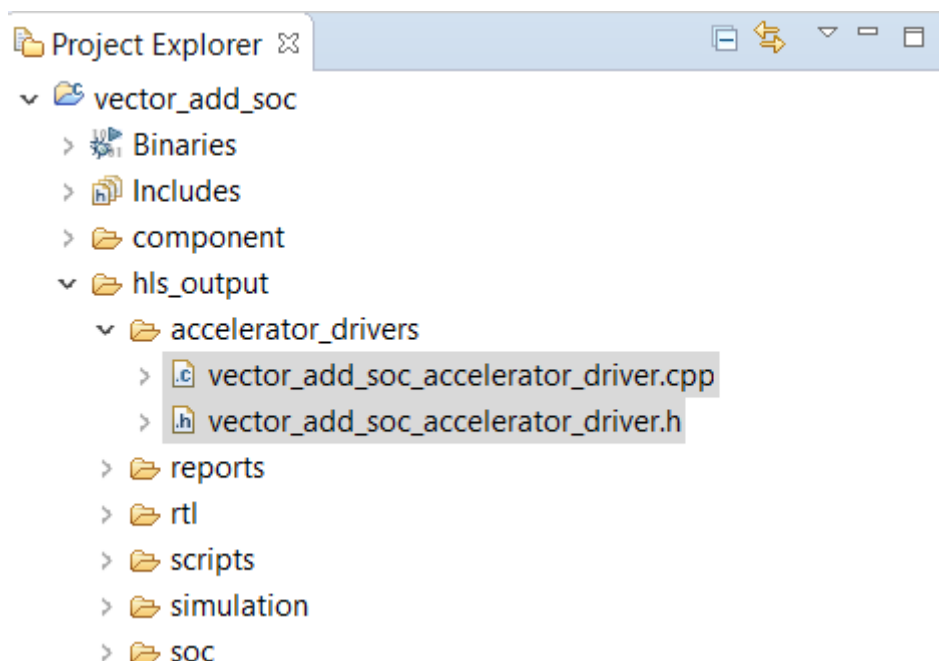 Project Explorer
vector_add_soc
Binaries
Includes
component
hls_output
accelerator_drivers
vector_add_soc_accelerator_driver.cpp
vector_add_soc_accelerator_driver.h
reports
rtl
scripts
simulation
soc